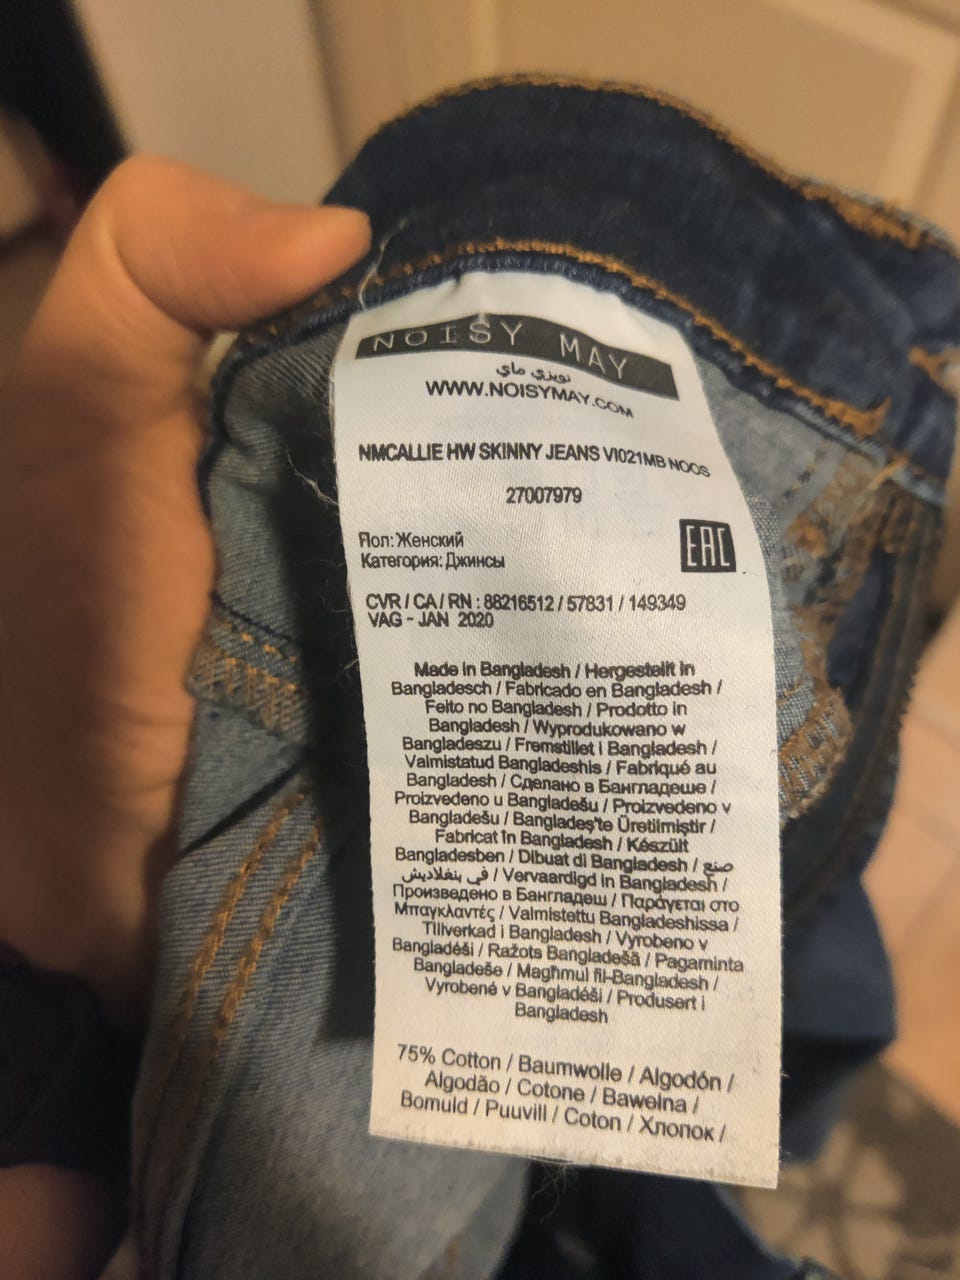 NOISY MAY
نويزي ماي
WWW.NOISYMAY.COM
NMCALLIE HW SKINNY JEANS VI021MB NOOS
27007979
Пол: Женский
Категория: Джинсы
EAC
CVR / CA / RN : 88216512 / 57831 / 149349
VAG - JAN 2020
Made in Bangladesh / Hergestellt in
Bangladesch / Fabricado en Bangladesh /
Feito no Bangladesh / Prodotto in
Bangladesh / Wyprodukowano w
Bangladeszu / Fremstillet i Bangladesh /
Valmistatud Bangladeshis / Fabriqué au
Bangladesh / Сделано в Бангладеше /
Proizvedeno u Bangladešu / Proizvedeno v
Bangladešu / Bangladeş'te Üretilmiştir /
Fabricat în Bangladesh / Készült
Bangladesben / Dibuat di Bangladesh / صنع
في بنغلاديش / Vervaardigd in Bangladesh /
Произведено в Бангладеш / Παράγεται στο
Μπαγκλαντές / Valmistettu Bangladeshissa /
Tillverkad i Bangladesh / Vyrobeno v
Bangladéši / Ražots Bangladešā / Pagaminta
Bangladeše / Magħmul fil-Bangladesh /
Vyrobené v Bangladéši / Produsert i
Bangladesh
75% Cotton / Baumwolle / Algodón /
Algodão / Cotone / Bawełna /
Bomuld / Puuvill / Coton / Хлопок /